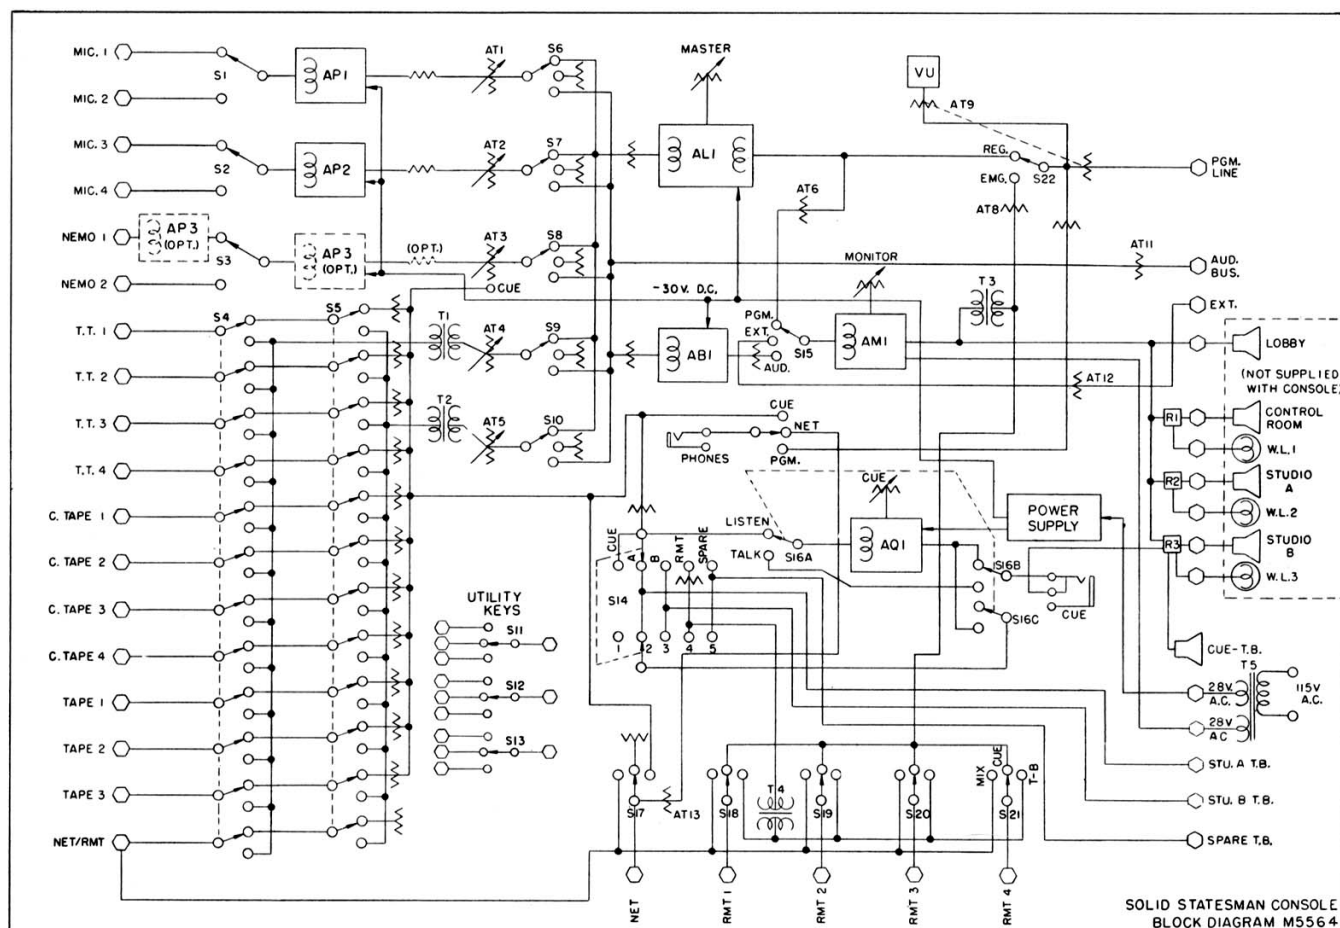 MIC. 1
MIC. 2
MIC. 3
MIC. 4
NEMO 1
NEMO 2
T.T. 1
T.T. 2
T.T. 3
T.T. 4
C. TAPE 1
C. TAPE 2
C. TAPE 3
C. TAPE 4
TAPE 1
TAPE 2
TAPE 3
NET/RMT
S1
S2
S3
S4
S5
AP3
(OPT.)
AP1
AP2
AP3
(OPT.)
(OPT.)
AT1
AT2
AT3
CUE
T1
AT4
T2
AT5
S6
S7
S8
S9
S10
MASTER
AL1
-30V. D.C.
AB1
AT6
PGM.
EXT.
AUD.
S15
MONITOR
AM1
VU
AT9
REG.
EMG.
S22
AT8
T3
AT11
AT12
PGM.
LINE
AUD.
BUS.
EXT.
LOBBY
(NOT SUPPLIED
WITH CONSOLE)
R1
CONTROL
ROOM
W.L.1
R2
STUDIO
A
W.L.2
R3
STUDIO
B
W.L.3
CUE
NET
PGM.
PHONES
CUE
AQ1
POWER
SUPPLY
LISTEN
TALK
S16A
S16B
S16C
CUE
CUE
A
B
RMT
SPARE
S14
1
2
3
4
5
UTILITY
KEYS
S11
S12
S13
CUE-T.B.
T5
28V.
A.C.
28V
AC
115V
A.C.
STU. A T.B.
STU. B T.B.
SPARE T.B.
S17
AT13
S18
T4
S19
S20
MIX
CUE
T-B
S21
NET
RMT 1
RMT 2
RMT 3
RMT 4
SOLID STATESMAN CONSOLE
BLOCK DIAGRAM M5564